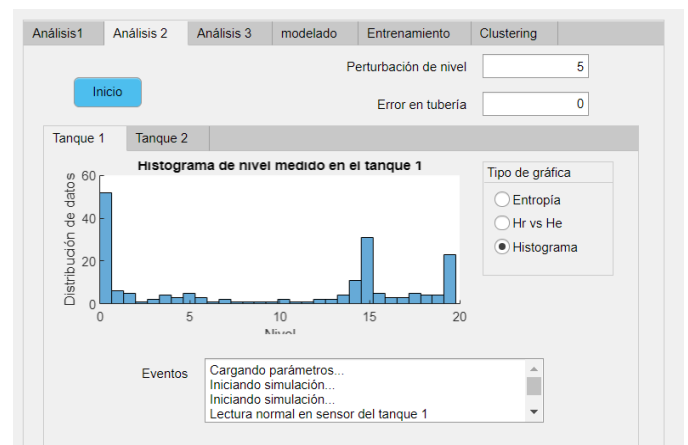 Análisis1 Análisis 2 Análisis 3 modelado Entrenamiento Clustering
Perturbación de nivel 5
Inicio
Error en tubería 0
Tanque 1 Tanque 2
Histograma de nivel medido en el tanque 1
Distribución de datos
60
40
20
0
0 5 10 15 20
Nivel
Tipo de gráfica
Entropía
Hr vs He
Histograma
Eventos
Cargando parámetros...
Iniciando simulación...
Iniciando simulación...
Lectura normal en sensor del tanque 1